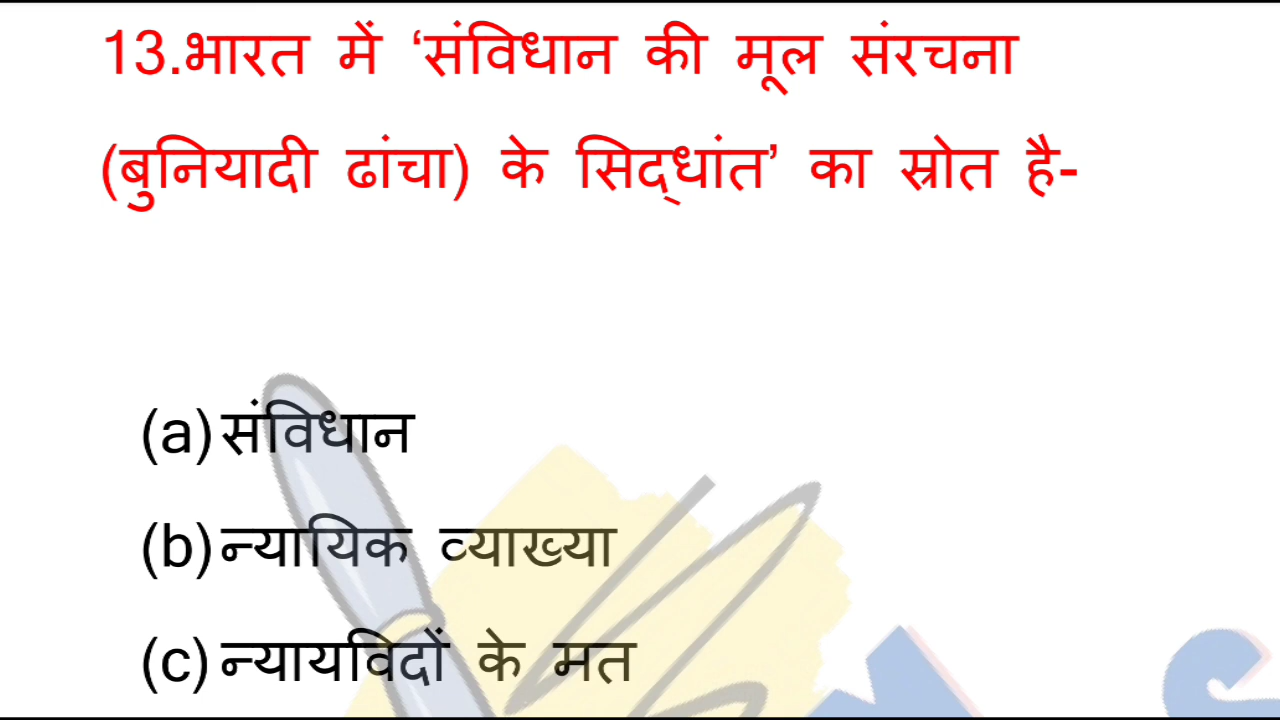 13.भारत में ‘संविधान की मूल संरचना
(बुनियादी ढांचा) के सिद्धांत’ का स्रोत है-
(a) संविधान
(b) न्यायिक व्याख्या
(c) न्यायविदों के मत